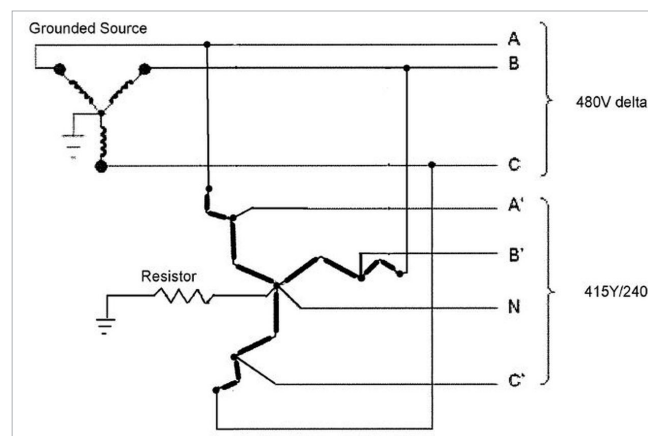 Grounded Source
A
B
480V delta
C
A'
B'
Resistor
415Y/240
N
C'